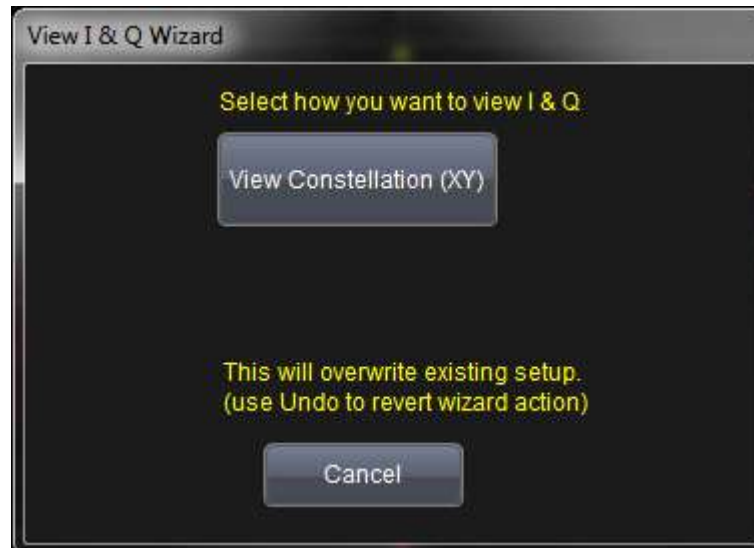 View I & Q Wizard
Select how you want to view I & Q
View Constellation (XY)
This will overwrite existing setup.
(use Undo to revert wizard action)
Cancel